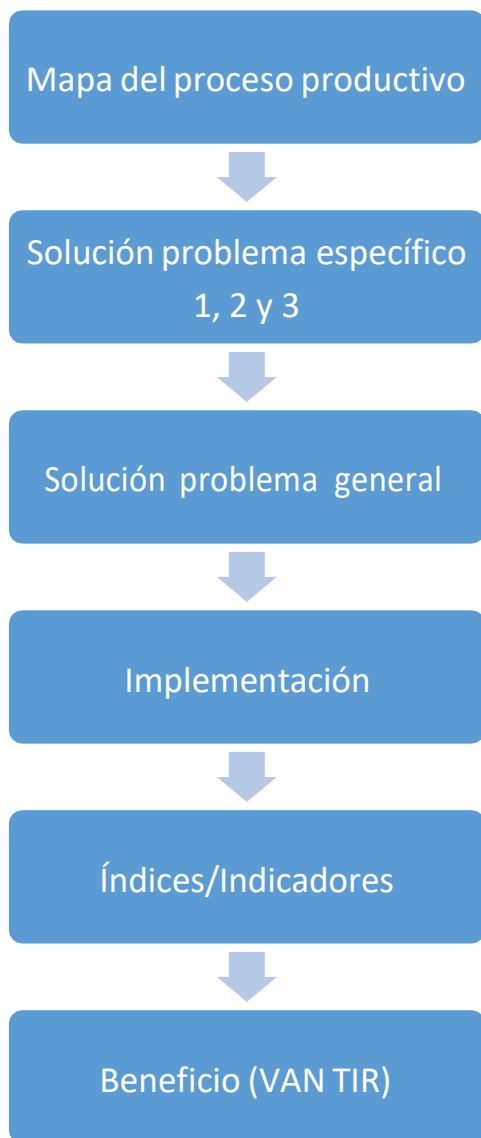 Mapa del proceso productivo
Solución problema específico
1, 2 y 3
Solución problema general
Implementación
Índices/Indicadores
Beneficio (VAN TIR)